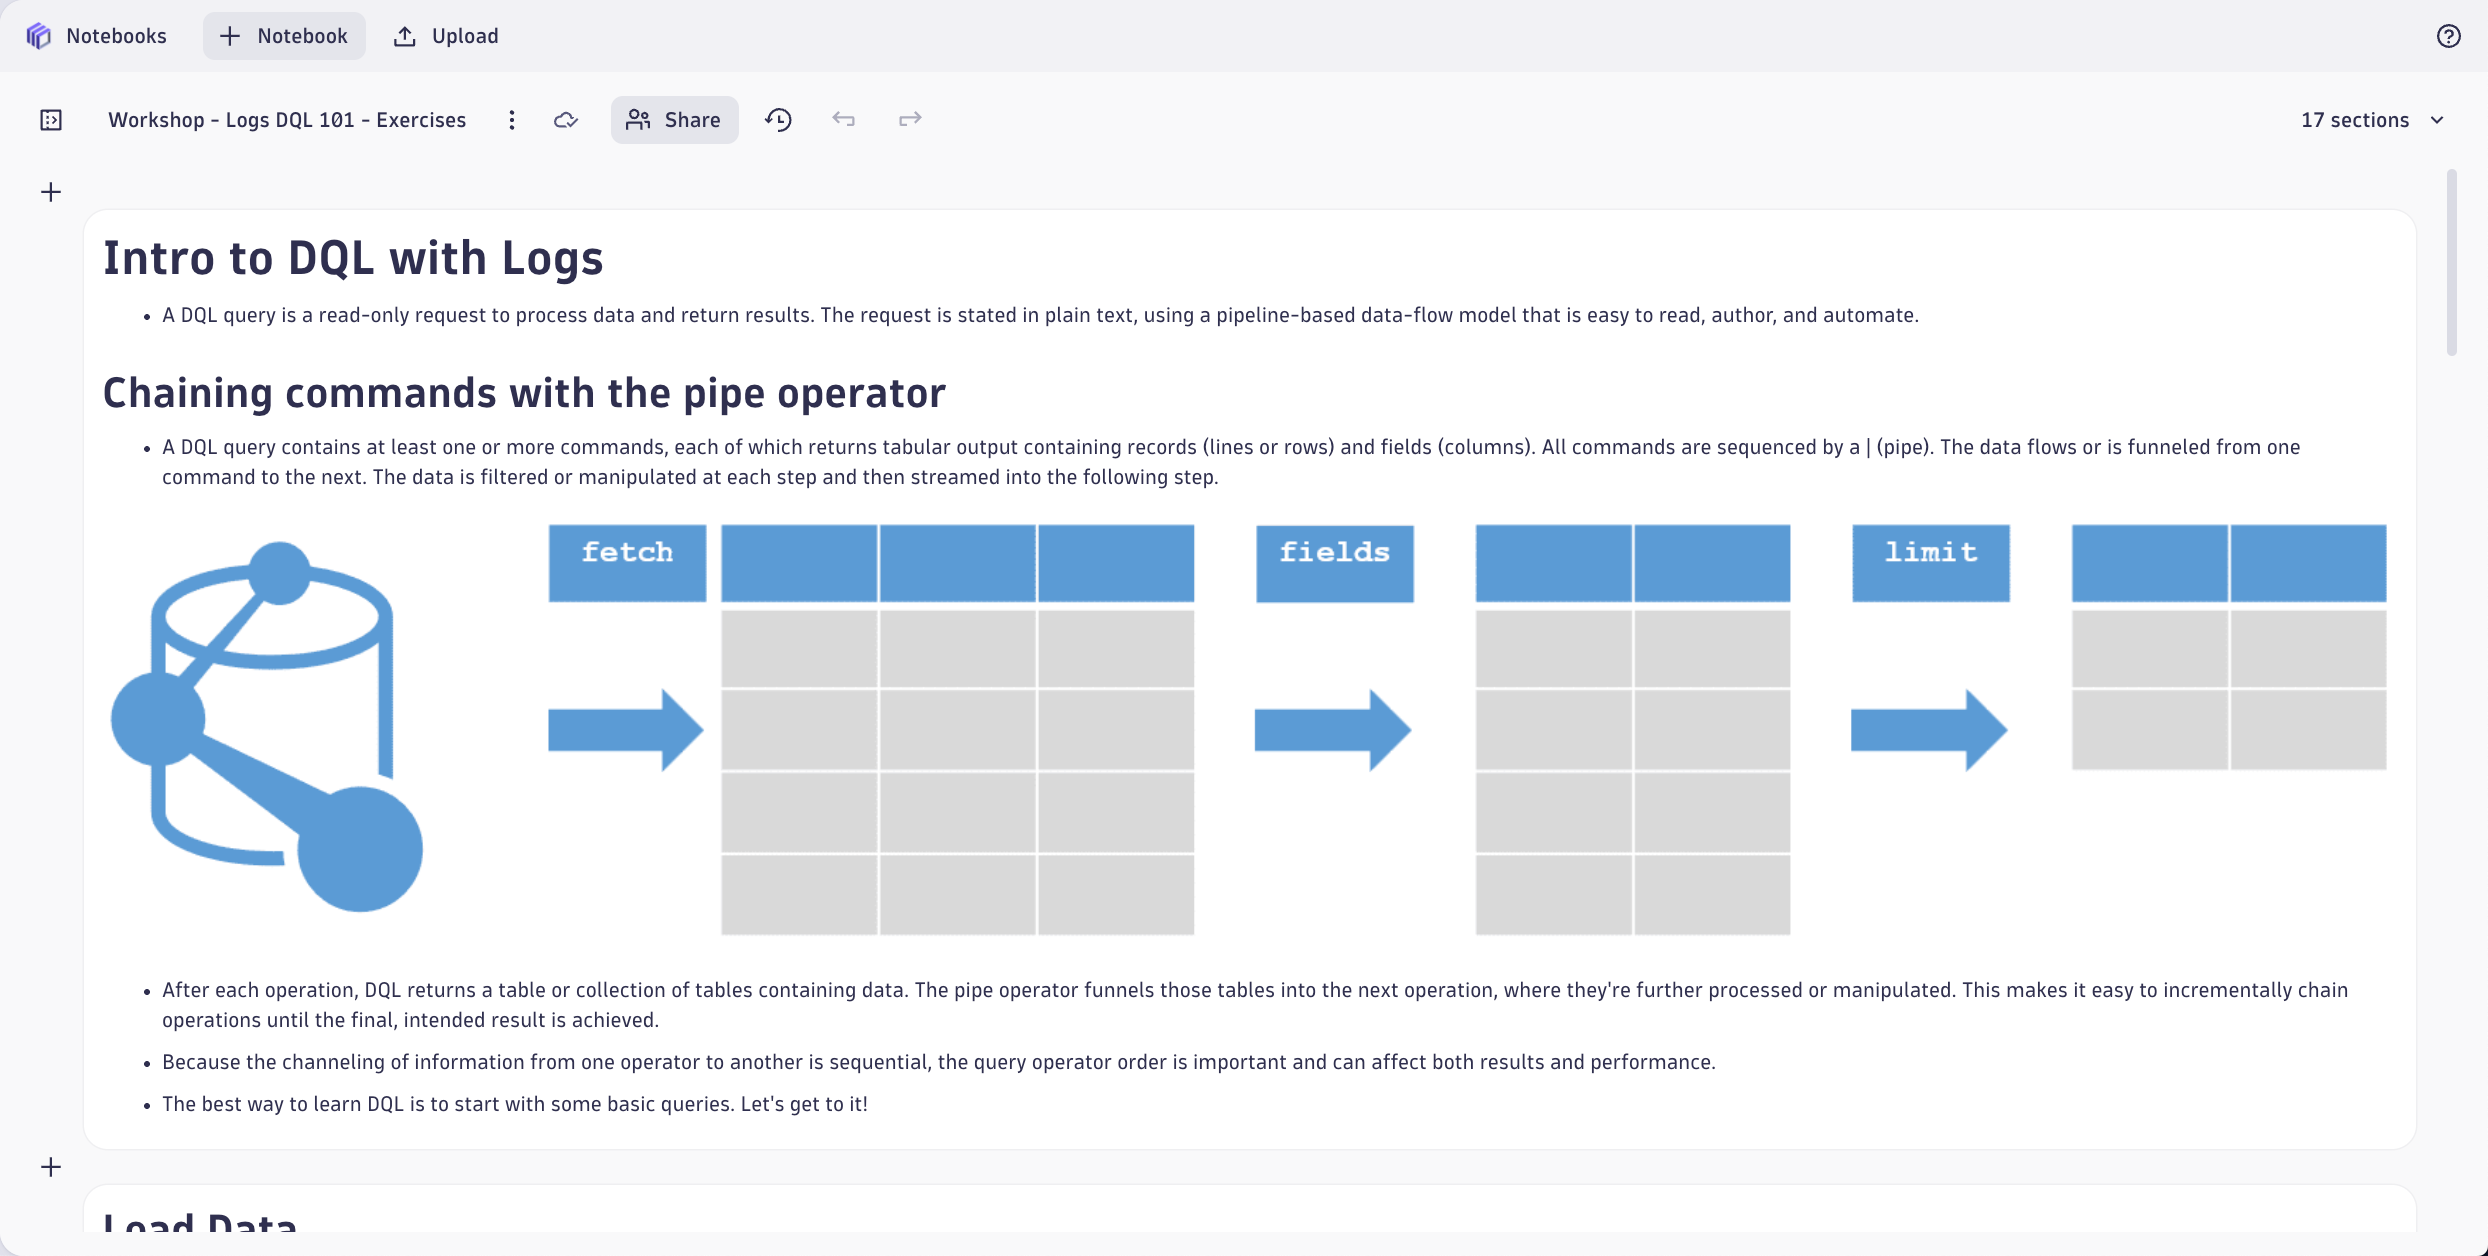 Notebooks
Notebook
Upload
Workshop - Logs DQL 101 - Exercises
Share
17 sections
Intro to DQL with Logs
• A DQL query is a read-only request to process data and return results. The request is stated in plain text, using a pipeline-based data-flow model that is easy to read, author, and automate.
Chaining commands with the pipe operator
• A DQL query contains at least one or more commands, each of which returns tabular output containing records (lines or rows) and fields (columns). All commands are sequenced by a | (pipe). The data flows or is funneled from one
command to the next. The data is filtered or manipulated at each step and then streamed into the following step.
fetch
fields
limit
• After each operation, DQL returns a table or collection of tables containing data. The pipe operator funnels those tables into the next operation, where they're further processed or manipulated. This makes it easy to incrementally chain
operations until the final, intended result is achieved.
• Because the channeling of information from one operator to another is sequential, the query operator order is important and can affect both results and performance.
• The best way to learn DQL is to start with some basic queries. Let's get to it!
Load Data